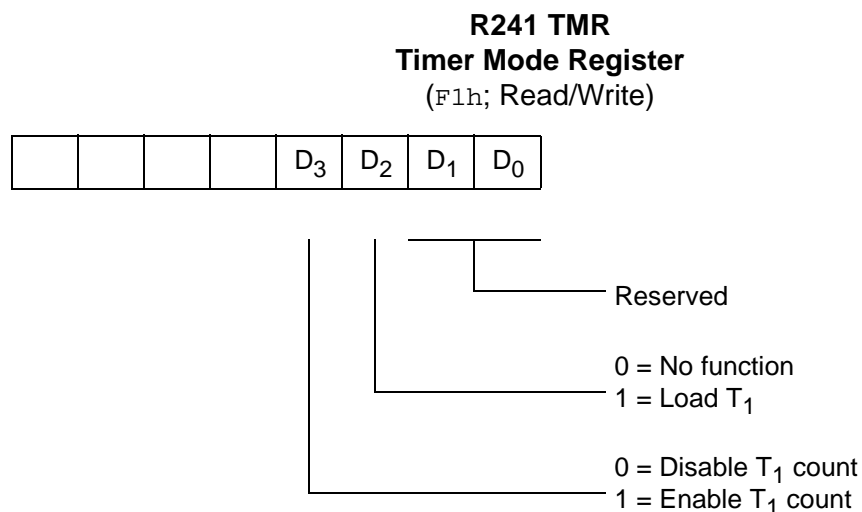 R241 TMR
Timer Mode Register
(F1h; Read/Write)
D3 D2 D1 D0
Reserved
0 = No function
1 = Load T1
0 = Disable T1 count
1 = Enable T1 count